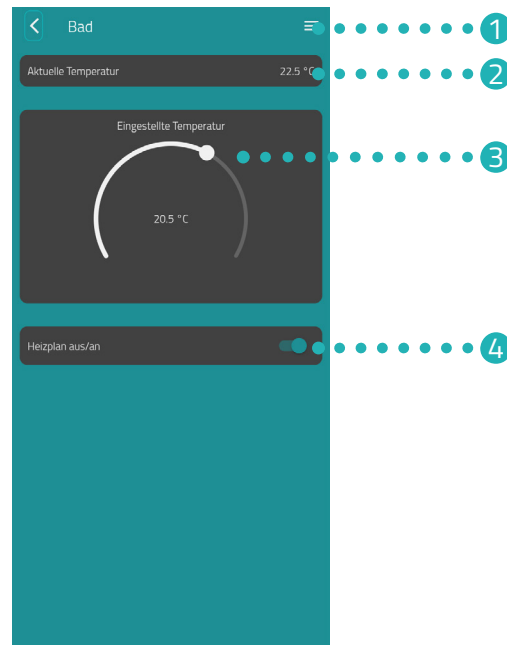 Bad
1
Aktuelle Temperatur 22.5 °C
2
Eingestellte Temperatur
3
20.5 °C
Heizplan aus/an
4